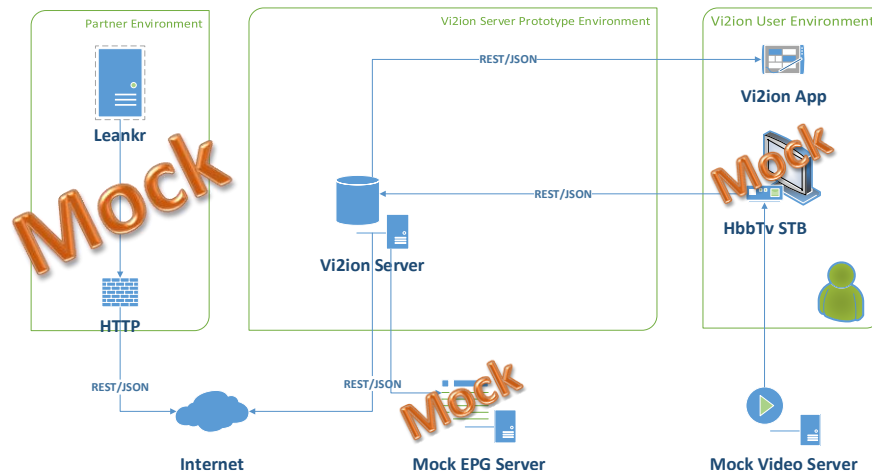 Partner Environment
Vi2ion Server Prototype Environment
Vi2ion User Environment
REST/JSON
Leankr
Vi2ion App
Mock
Mock
REST/JSON
HbbTv STB
Vi2ion Server
HTTP
REST/JSON
REST/JSON
Mock
Internet
Mock EPG Server
Mock Video Server